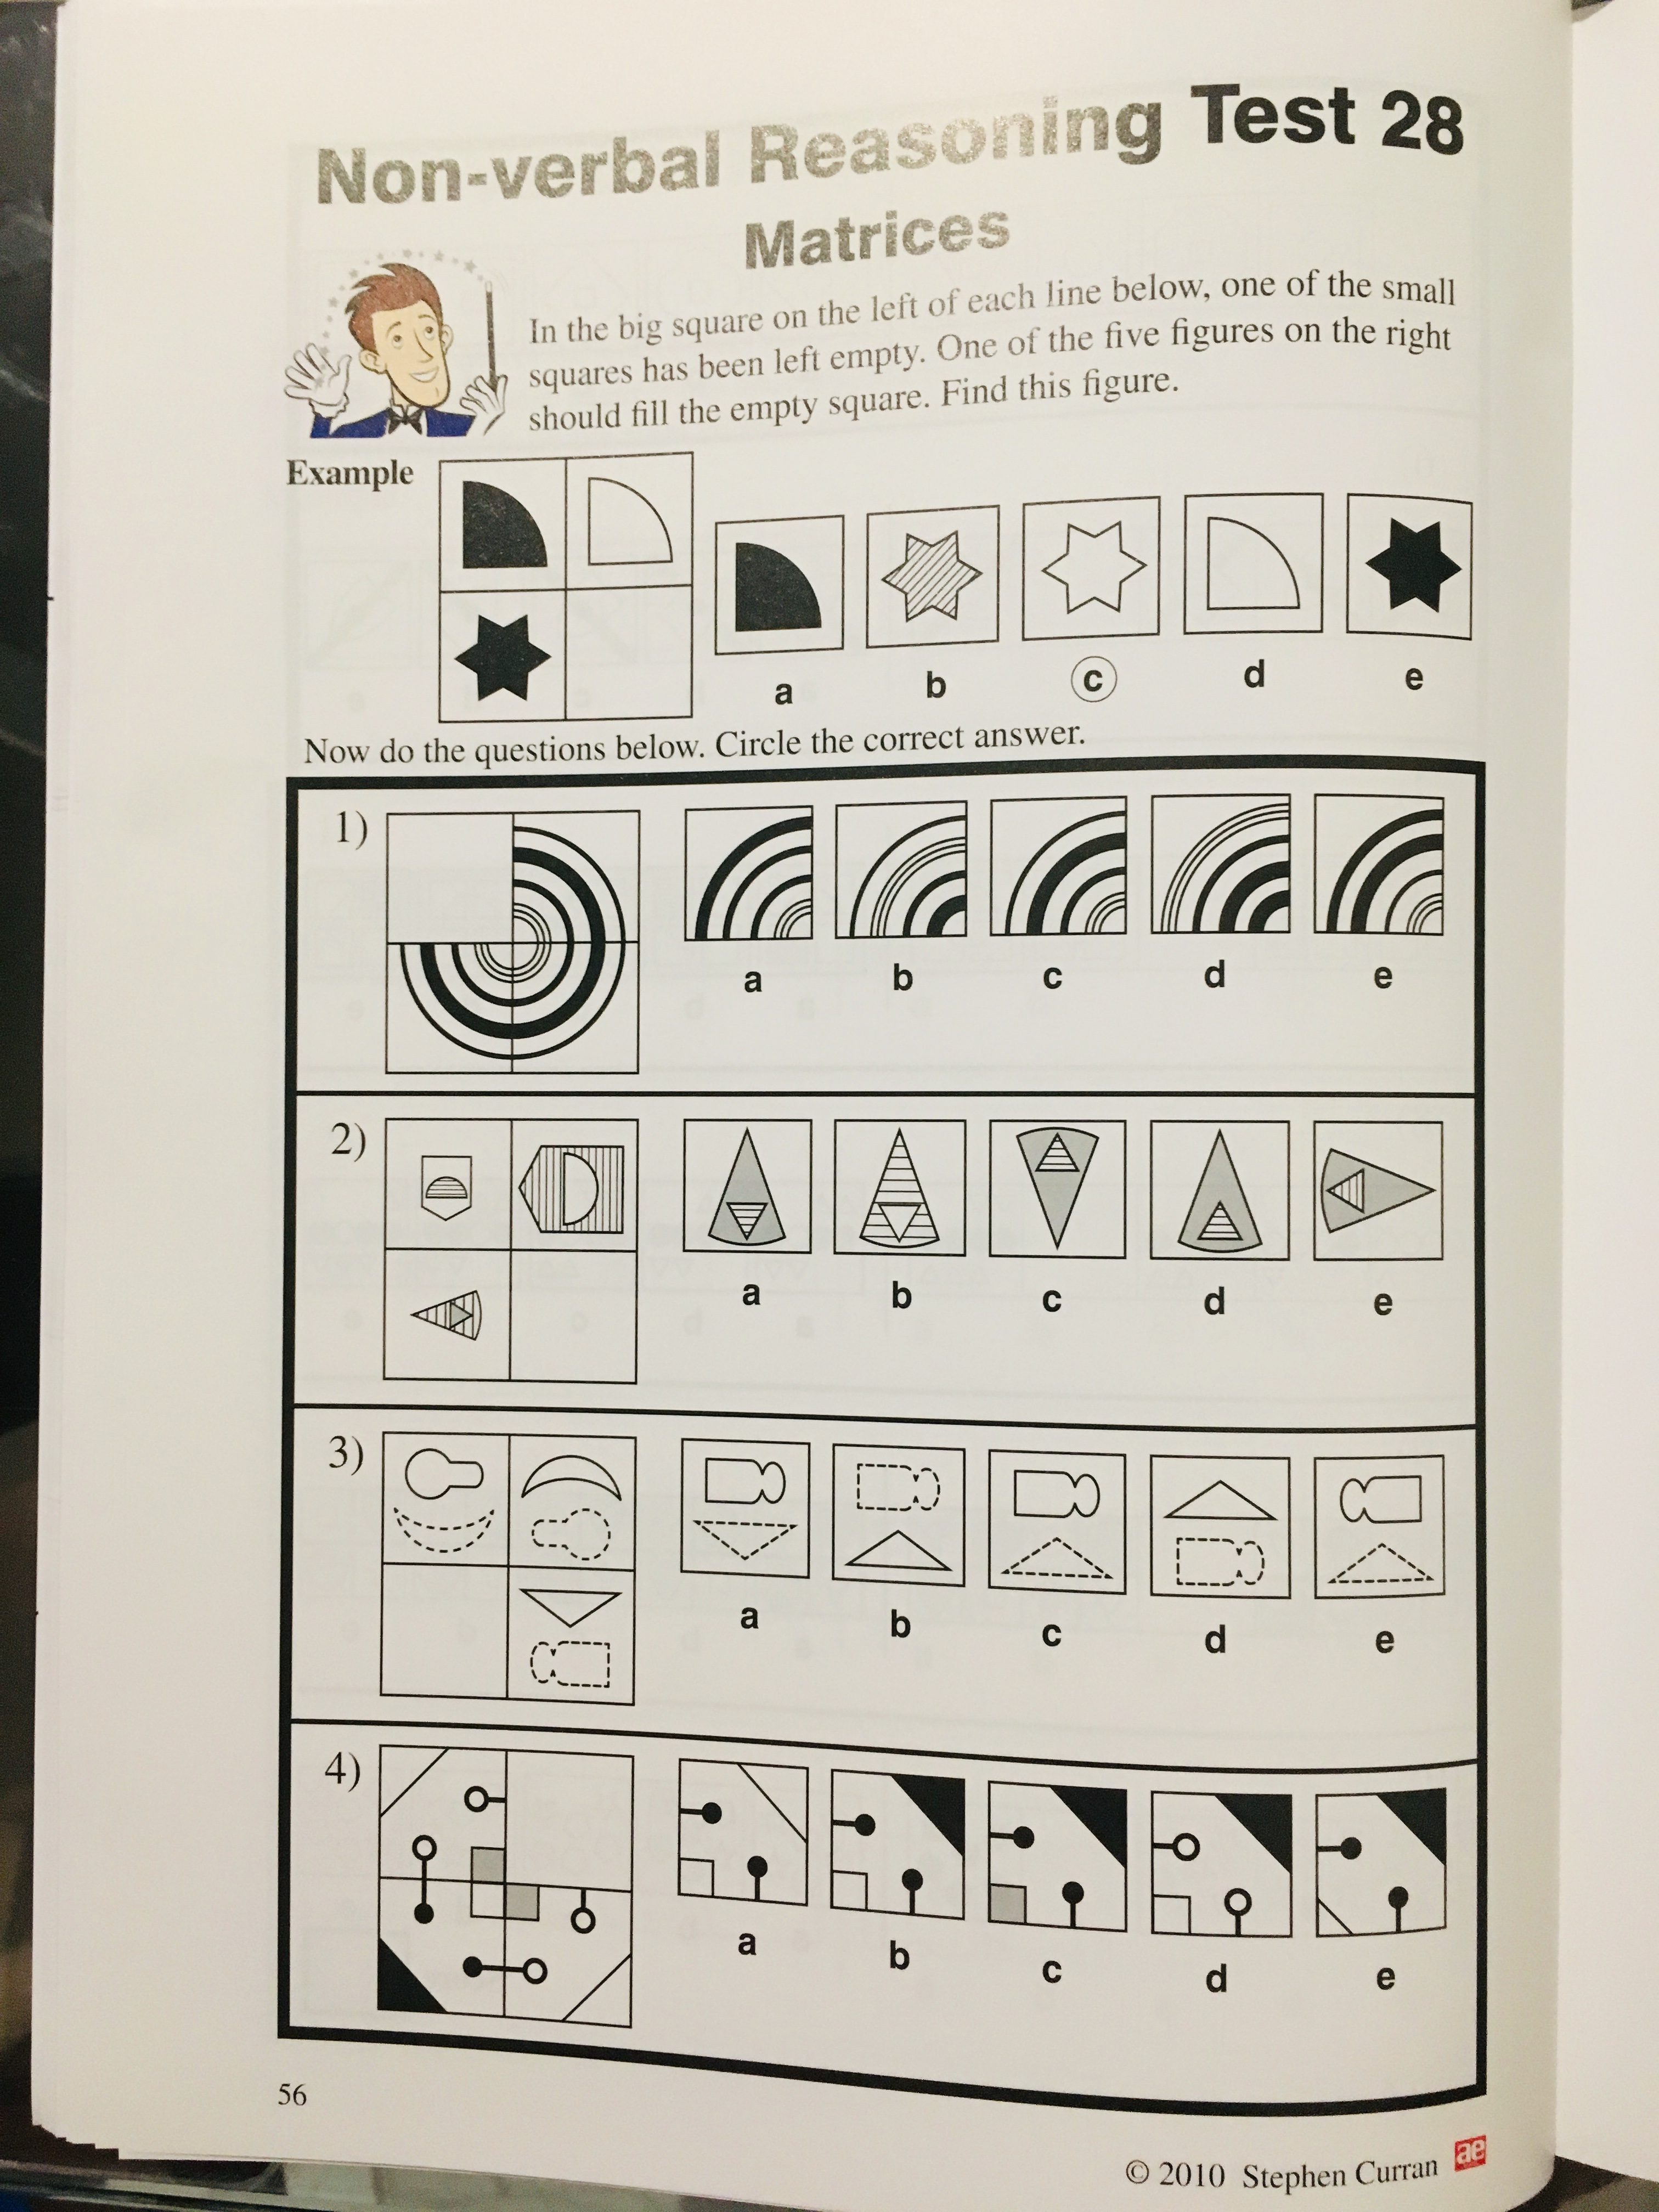 Non-verbal Reasoning Test 28
Matrices
In the big square on the left of each line below, one of the small
squares has been left empty. One of the five figures on the right
should fill the empty square. Find this figure.
Example
a b c d e
Now do the questions below. Circle the correct answer.
1)
a b c d e
2)
a b c d e
3)
a b c d e
4)
a b c d e
56
© 2010 Stephen Curran ae